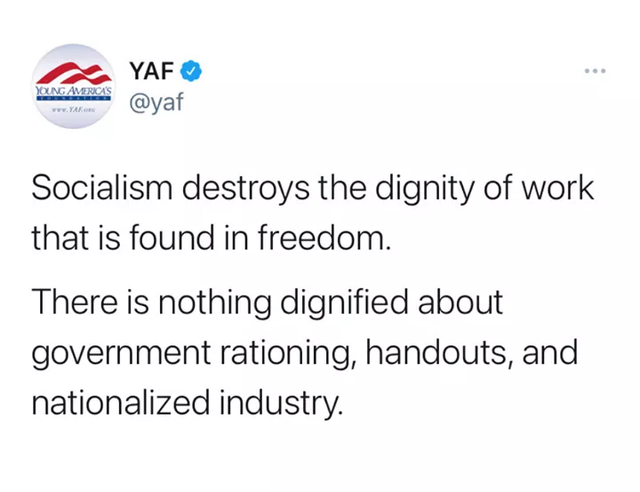 YAF
YOUNG AMERICA'S
FOUNDATION
www.YAF.org
@yaf
Socialism destroys the dignity of work
that is found in freedom.
There is nothing dignified about
government rationing, handouts, and
nationalized industry.